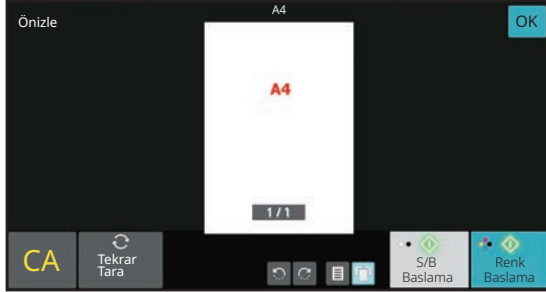 A4
Önizle
OK
A4
1 / 1
CA
Tekrar
Tara
S/B
Baslama
Renk
Baslama